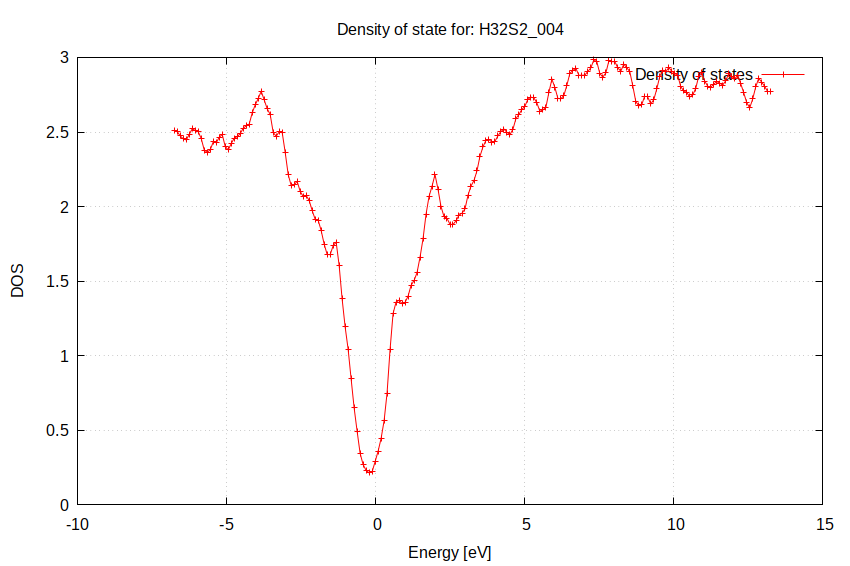 Density of state for: H32S2_004
3
2.5
2
1.5
1
0.5
0
Density of states
DOS
-10 -5 0 5 10 15
Energy [eV]